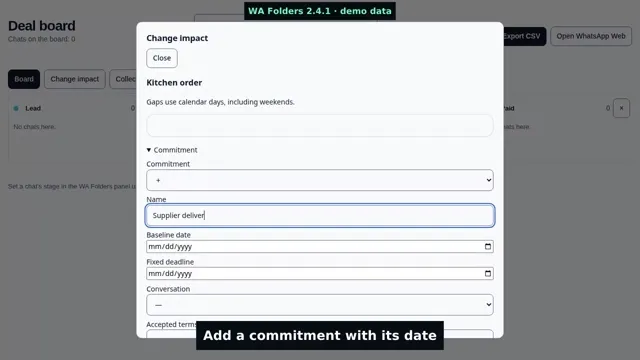 WA Folders 2.4.1 · demo data
Deal board
Chats on the board: 0
Export CSV
Open WhatsApp Web
Board
Change impact
Lead
0
0
×
No chats here.
Set a chat's stage in the WA Folders panel
Change impact
Close
Kitchen order
Gaps use calendar days, including weekends.
▼ Commitment
Commitment
+
Name
Supplier deliver
Baseline date
mm/dd/yyyy
Fixed deadline
mm/dd/yyyy
Conversation
—
Accepted terms
Add a commitment with its date